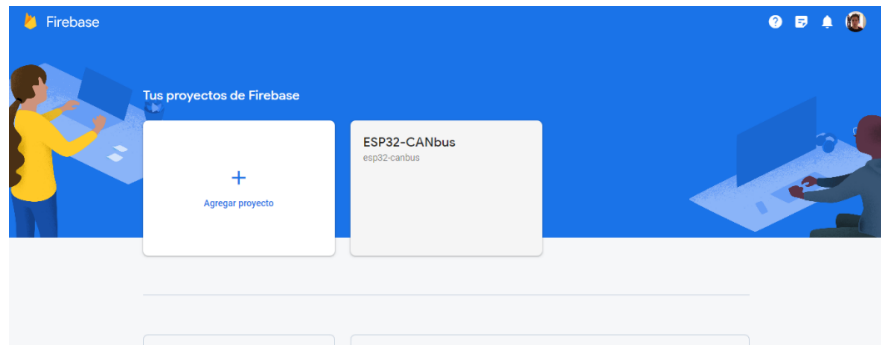 Firebase
Tus proyectos de Firebase
+
Agregar proyecto
ESP32-CANbus
esp32-canbus